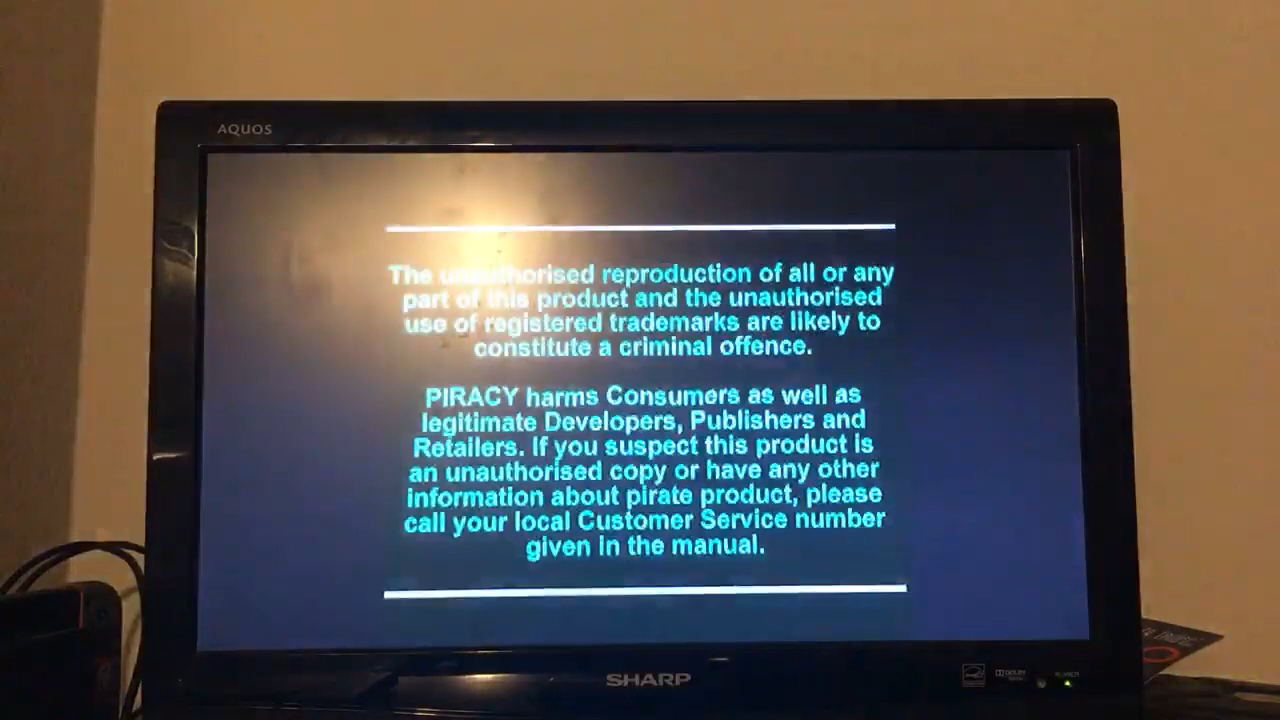 AQUOS
The unauthorised reproduction of all or any
part of this product and the unauthorised
use of registered trademarks are likely to
constitute a criminal offence.
PIRACY harms Consumers as well as
legitimate Developers, Publishers and
Retailers. If you suspect this product is
an unauthorised copy or have any other
information about pirate product, please
call your local Customer Service number
given in the manual.
SHARP
DOLBY